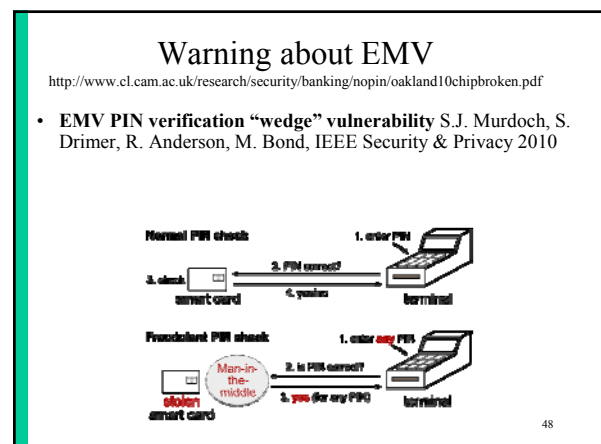 Warning about EMV
http://www.cl.cam.ac.uk/research/security/banking/nopin/oakland10chipbroken.pdf
• EMV PIN verification “wedge” vulnerability S.J. Murdoch, S.
Drimer, R. Anderson, M. Bond, IEEE Security & Privacy 2010
Normal PIN check
1. enter PIN
2. PIN correct?
3. check
4. yes/no
smart card
terminal
Fraudulent PIN check
1. enter any PIN
Man-in-
the-
middle
2. is PIN correct?
3. yes (for any PIN)
stolen
smart card
terminal
48